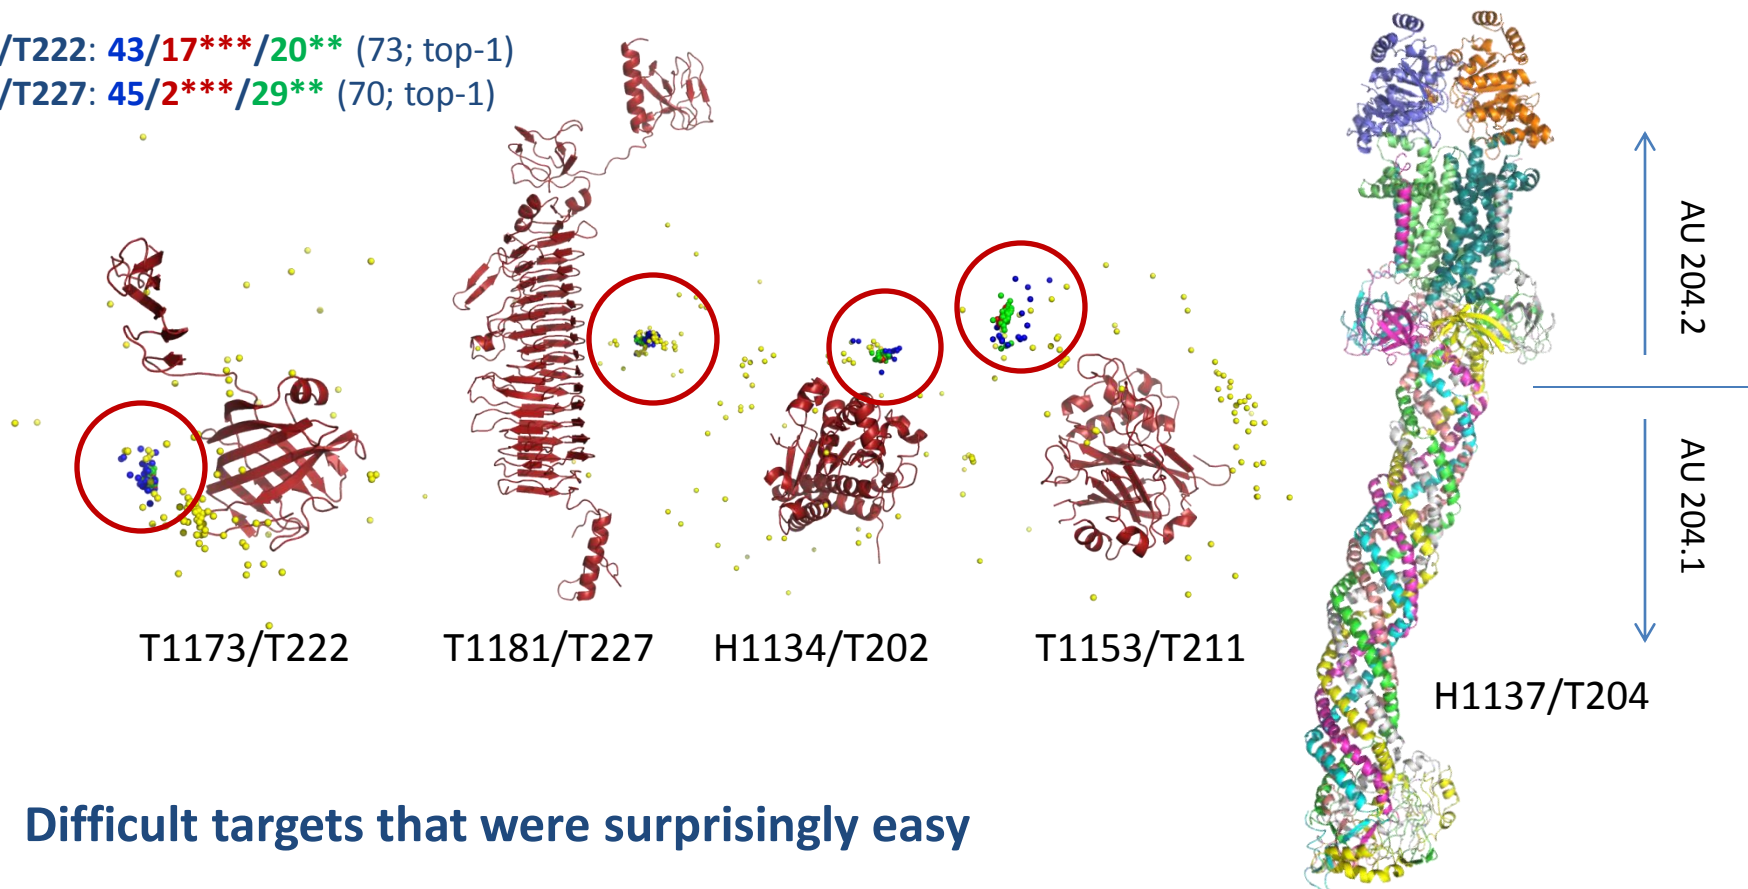 /T222: 43/17***/20** (73; top-1)
/T227: 45/2***/29** (70; top-1)
AU 204.2
AU 204.1
T1173/T222
T1181/T227
H1134/T202
T1153/T211
H1137/T204
Difficult targets that were surprisingly easy